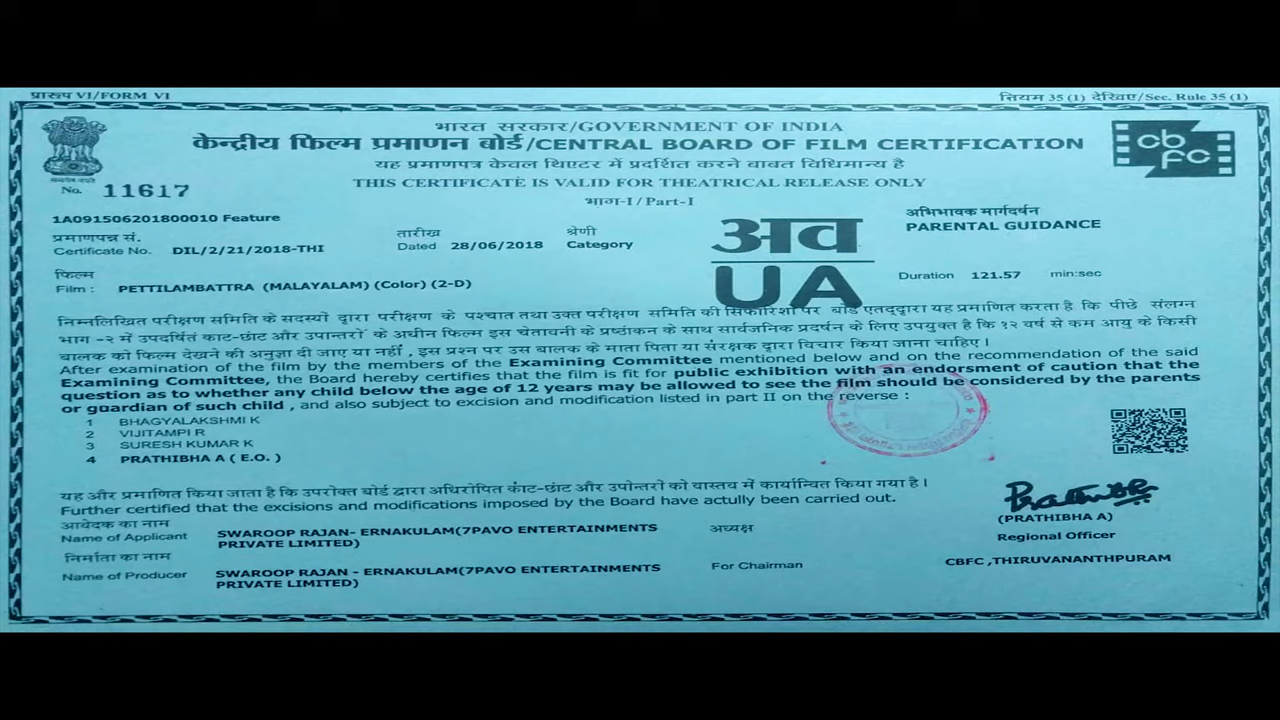 प्रारूप VI/FORM VI
नियम 35 (1) देखिए/Sec. Rule 35 (1)
भारत सरकार/GOVERNMENT OF INDIA
केन्द्रीय फिल्म प्रमाणन बोर्ड/CENTRAL BOARD OF FILM CERTIFICATION
cb
fc
यह प्रमाणपत्र केवल थिएटर में प्रदर्शित करने बाबत विधिमान्य है
सत्यमेव जयते
No. 11617
THIS CERTIFICATE IS VALID FOR THEATRICAL RELEASE ONLY
भाग-I/Part-I
1A091506201800010 Feature
अव
अभिभावक मार्गदर्शन
PARENTAL GUIDANCE
प्रमाणपत्र सं. तारीख श्रेणी
Certificate No. DIL/2/21/2018-THI Dated 28/06/2018 Category
UA
फिल्म
Film : PETTILAMBATTRA (MALAYALAM) (Color) (2-D)
Duration 121.57 min:sec
निम्नलिखित परीक्षण समिति के सदस्यों द्वारा परीक्षण के पश्चात तथा उक्त परीक्षण समिति की सिफारिशों पर बोर्ड एतद्द्वारा यह प्रमाणित करता है कि पीछे संलग्न
भाग -२ में उपदर्षित काट-छांट और उपान्तरों के अधीन फिल्म इस चेतावनी के प्रष्ठांकन के साथ सार्वजनिक प्रदर्षन के लिए उपयुक्त है कि १२ वर्ष से कम आयु के किसी
बालक को फिल्म देखने की अनुज्ञा दी जाए या नहीं , इस प्रश्न पर उस बालक के माता पिता या संरक्षक द्वारा विचार किया जाना चाहिए ।
After examination of the film by the members of the Examining Committee mentioned below and on the recommendation of the said
Examining Committee, the Board hereby certifies that the film is fit for public exhibition with an endorsment of caution that the
question as to whether any child below the age of 12 years may be allowed to see the film should be considered by the parents
or guardian of such child , and also subject to excision and modification listed in part II on the reverse :
1 BHAGYALAKSHMI K
2 VIJITAMPI R
3 SURESH KUMAR K
4 PRATHIBHA A ( E.O. )
यह और प्रमाणित किया जाता है कि उपरोक्त बोर्ड द्वारा अधिरोपित काँट-छांट और उपोन्तरों को वास्तव में कार्यान्वित किया गया है ।
Further certified that the excisions and modifications imposed by the Board have actully been carried out.
आवेदक का नाम
Name of Applicant SWAROOP RAJAN- ERNAKULAM(7PAVO ENTERTAINMENTS
PRIVATE LIMITED)
अध्यक्ष
निर्माता का नाम
Name of Producer SWAROOP RAJAN - ERNAKULAM(7PAVO ENTERTAINMENTS
PRIVATE LIMITED)
For Chairman
(PRATHIBHA A)
Regional Officer
CBFC ,THIRUVANANTHPURAM